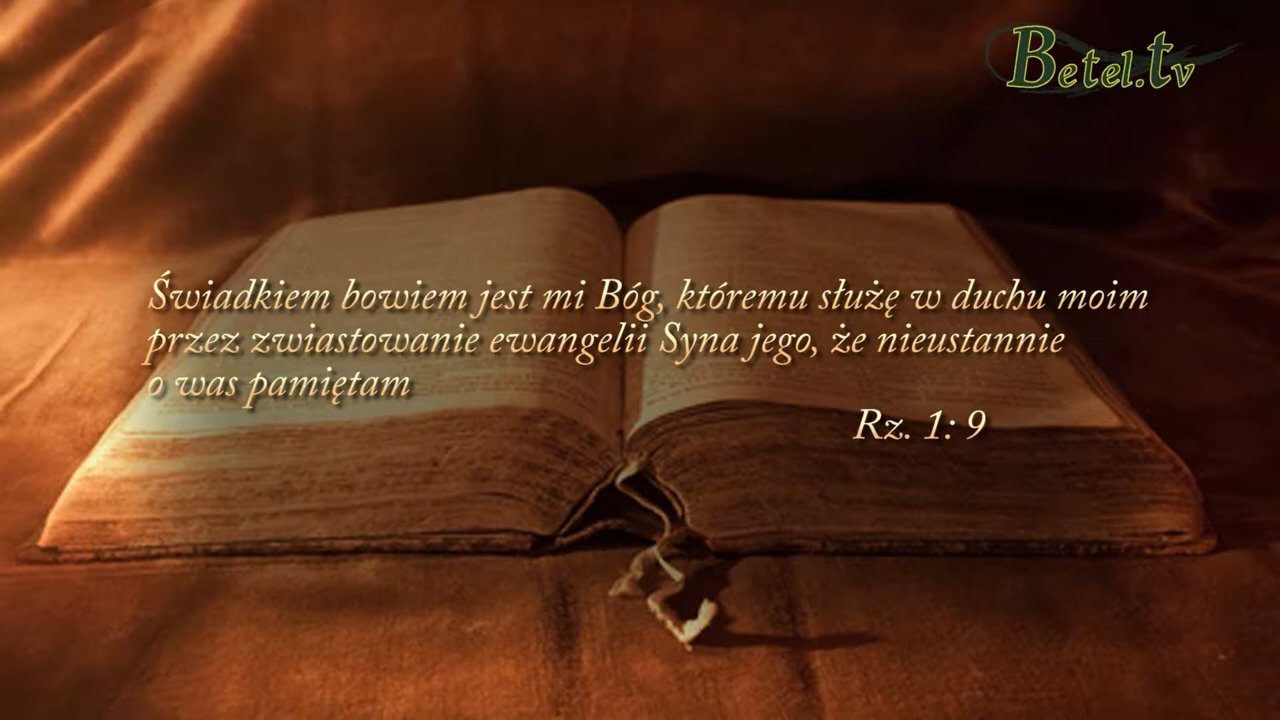 Betel.tv
Świadkiem bowiem jest mi Bóg, któremu służę w duchu moim
przez zwiastowanie ewangelii Syna jego, że nieustannie
o was pamiętam
Rz. 1: 9